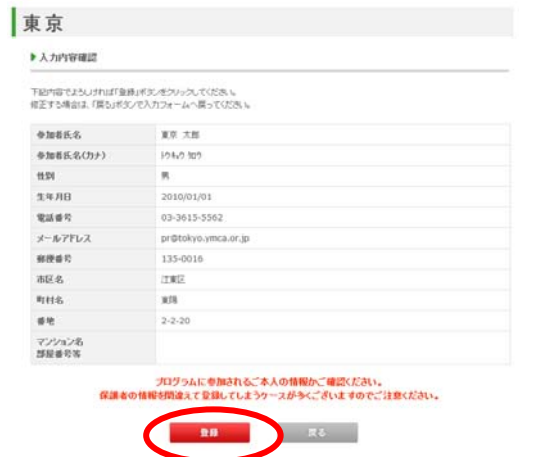 東京
入力内容確認
下記内容でよろしければ「登録」ボタンをクリックしてください。
修正する場合は、「戻る」ボタンで入力フォームへ戻ってください。
参加者氏名 東京 太郎
参加者氏名(カナ) トウキョウ タロウ
性別 男
生年月日 2010/01/01
電話番号 03-3615-5562
メールアドレス pr@tokyo.ymca.or.jp
郵便番号 135-0016
市区名 江東区
町村名 東陽
番地 2-2-20
マンション名
部屋番号等
プログラムに参加されるご本人の情報かご確認ください。
保護者の情報を間違えて登録してしまうケースが多くございますのでご注意ください。
登録 戻る